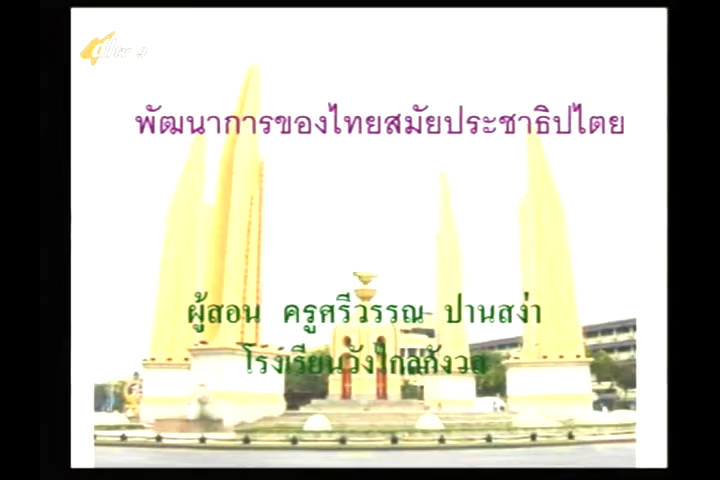 พัฒนาการของไทยสมัยประชาธิปไตย
ผู้สอน ครูศรีวรรณ ปานสง่า
โรงเรียนวังไกลกังวล